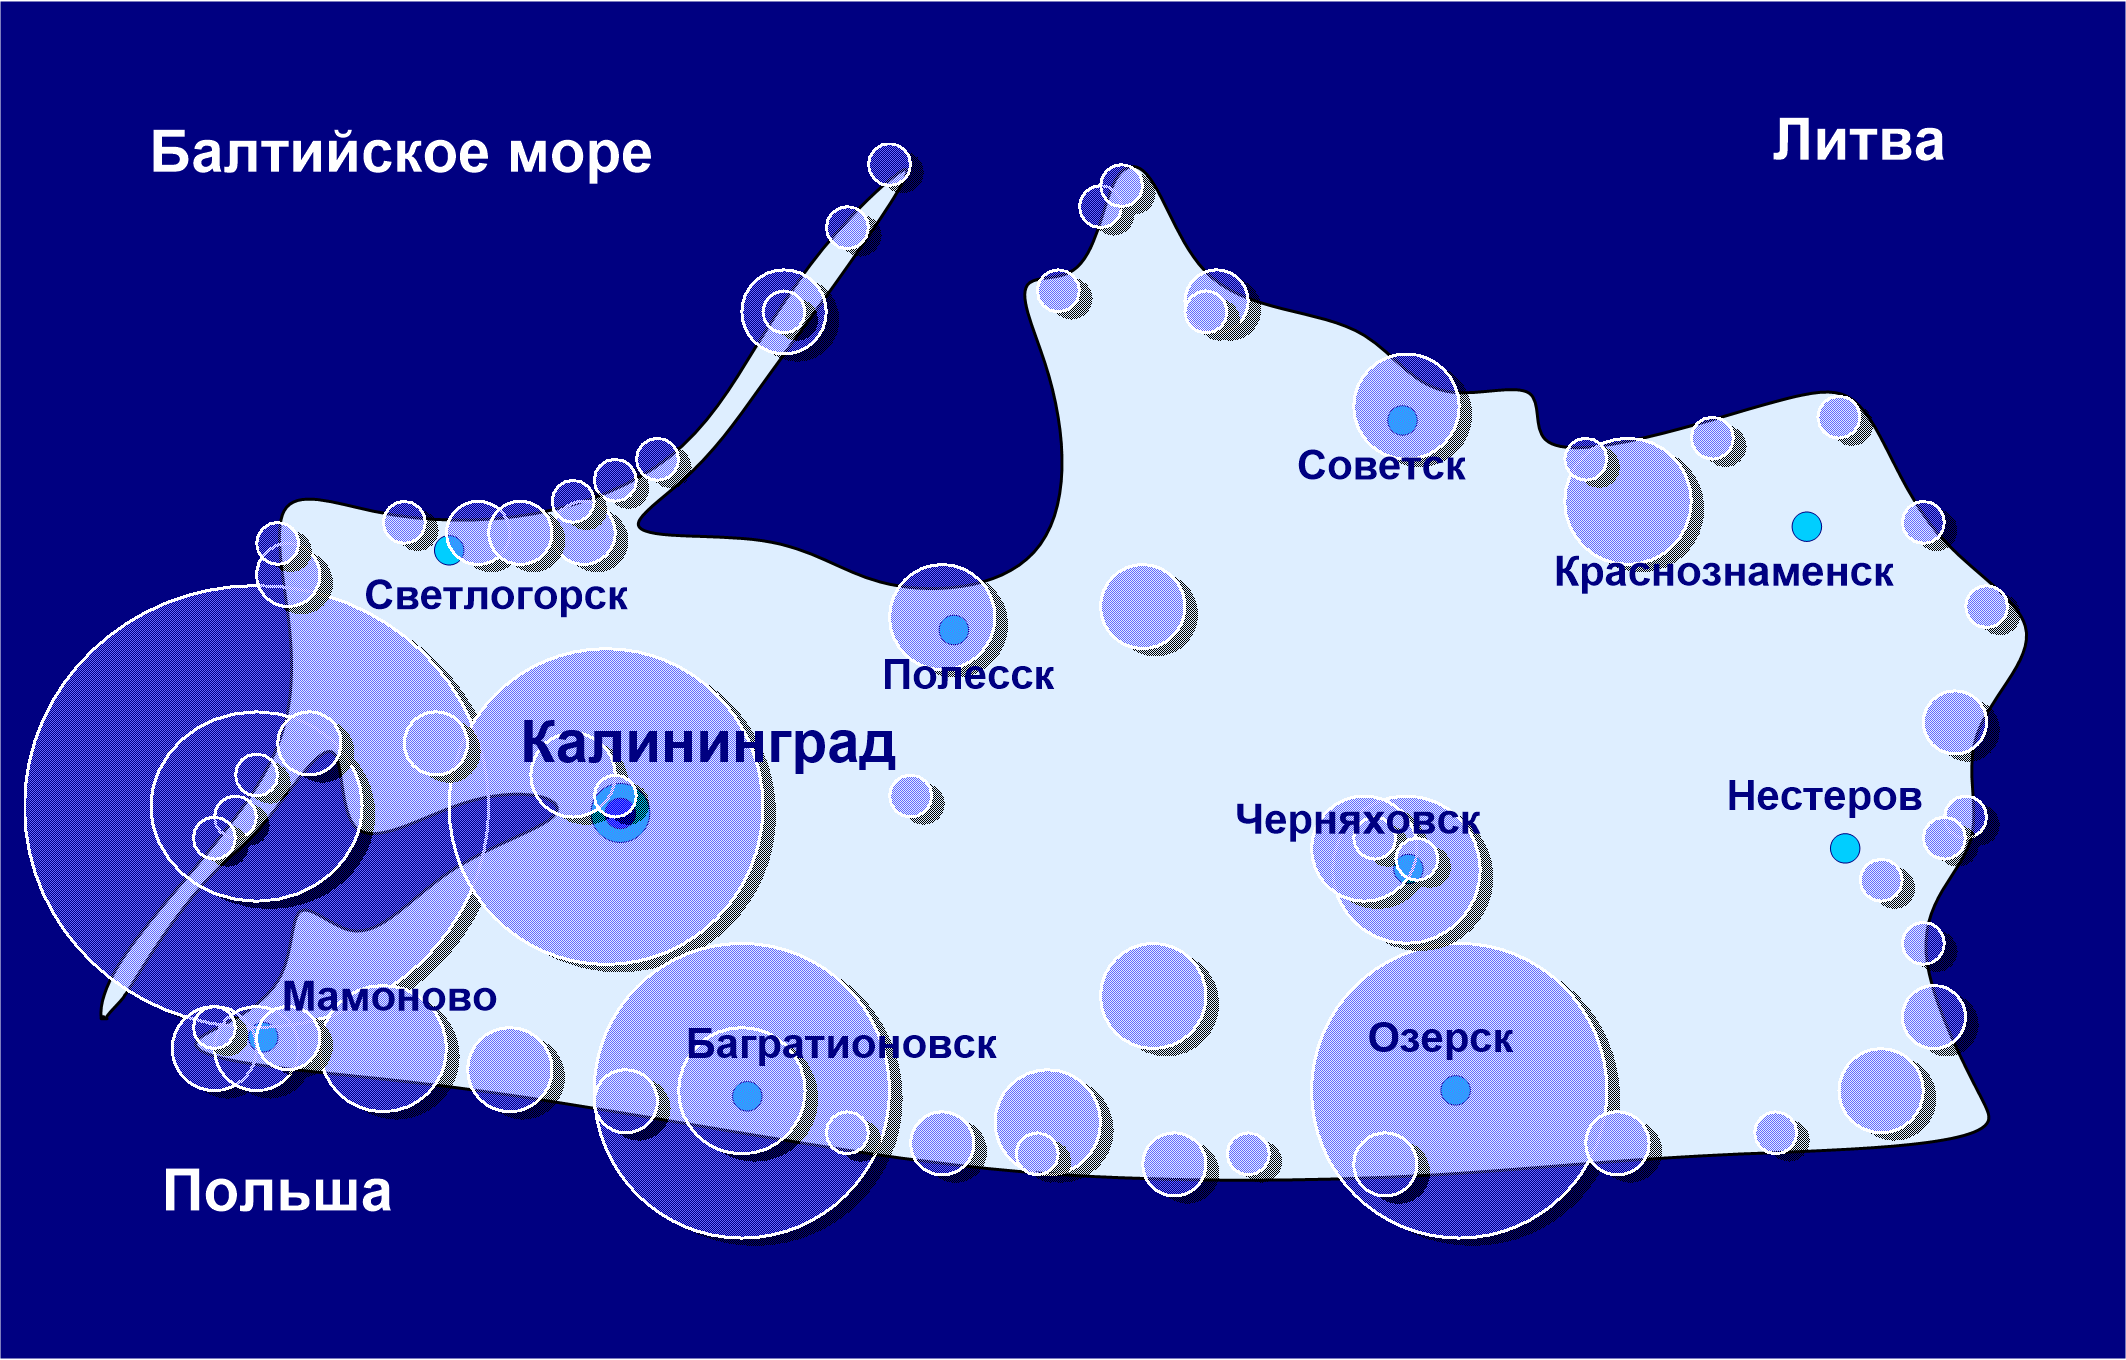 Балтийское море
Литва
Советск
Краснознаменск
Светлогорск
Полесск
Калининград
Нестеров
Черняховск
Мамоново
Озерск
Багратионовск
Польша